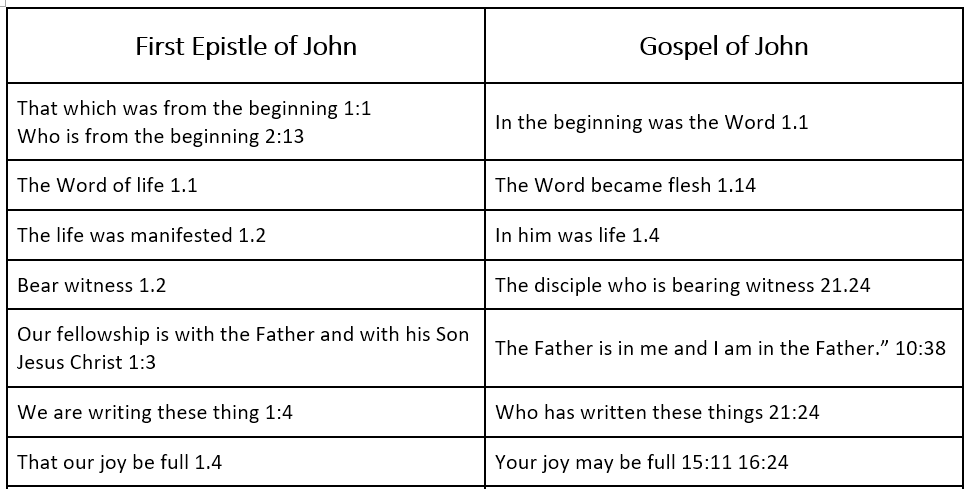 First Epistle of John
Gospel of John
That which was from the beginning 1:1
Who is from the beginning 2:13
In the beginning was the Word 1.1
The Word of life 1.1
The Word became flesh 1.14
The life was manifested 1.2
In him was life 1.4
Bear witness 1.2
The disciple who is bearing witness 21.24
Our fellowship is with the Father and with his Son
Jesus Christ 1:3
The Father is in me and I am in the Father.” 10:38
We are writing these thing 1:4
Who has written these things 21:24
That our joy be full 1.4
Your joy may be full 15:11 16:24